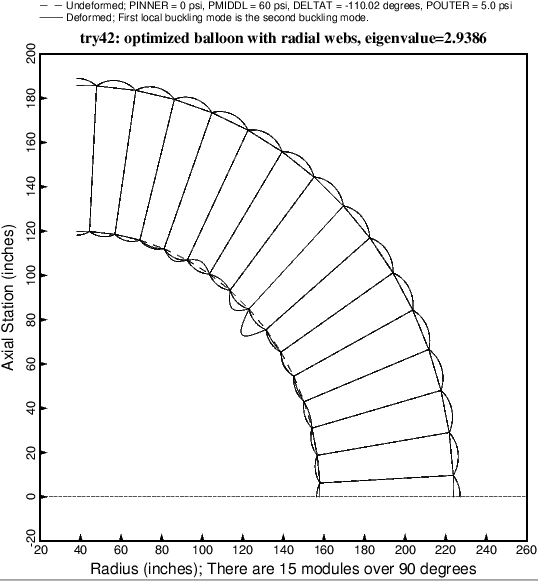 Undeformed; PINNER = 0 psi, PMIDDL = 60 psi, DELTAT = -110.02 degrees, POUTER = 5.0 psi
Deformed; First local buckling mode is the second buckling mode.
try42: optimized balloon with radial webs, eigenvalue=2.9386
200
180
160
140
120
100
80
60
40
20
0
-20
Axial Station (inches)
20 40 60 80 100 120 140 160 180 200 220 240 260
Radius (inches); There are 15 modules over 90 degrees